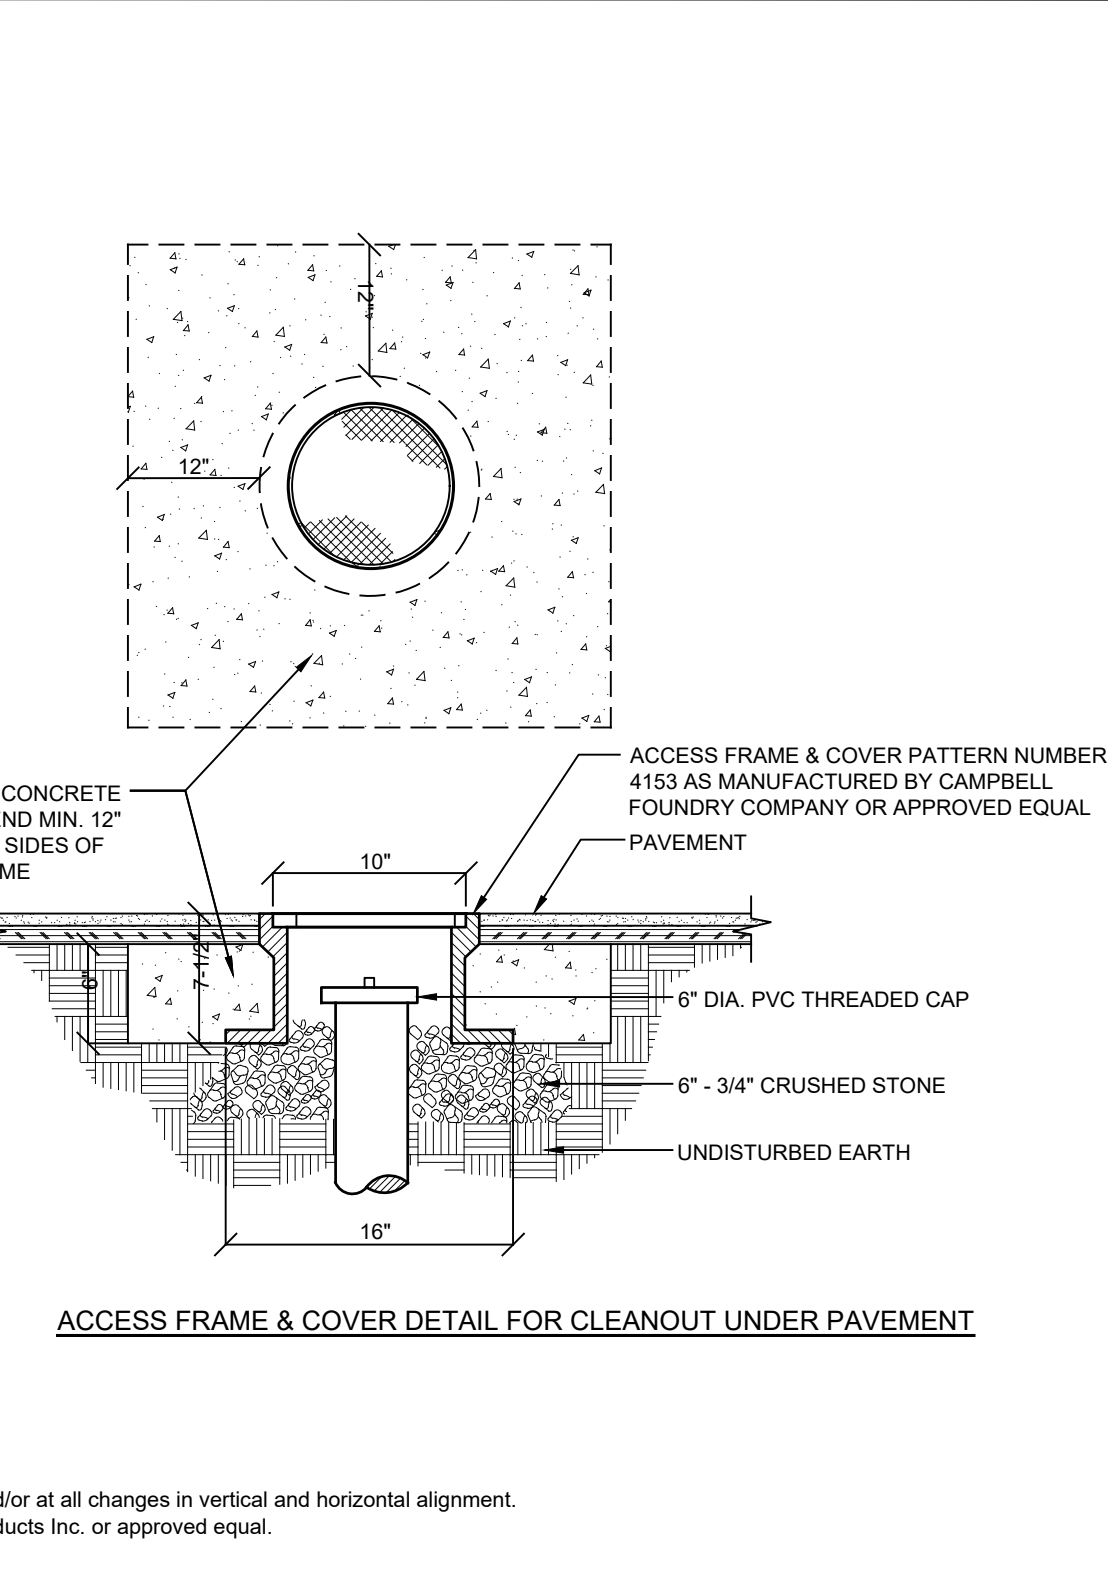 12"
12"
ACCESS FRAME & COVER PATTERN NUMBER
4153 AS MANUFACTURED BY CAMPBELL
FOUNDRY COMPANY OR APPROVED EQUAL
CONCRETE
END MIN. 12"
SIDES OF
ME
PAVEMENT
10"
7-1/2"
6"
6" DIA. PVC THREADED CAP
6" - 3/4" CRUSHED STONE
UNDISTURBED EARTH
16"
ACCESS FRAME & COVER DETAIL FOR CLEANOUT UNDER PAVEMENT
d/or at all changes in vertical and horizontal alignment.
ducts Inc. or approved equal.